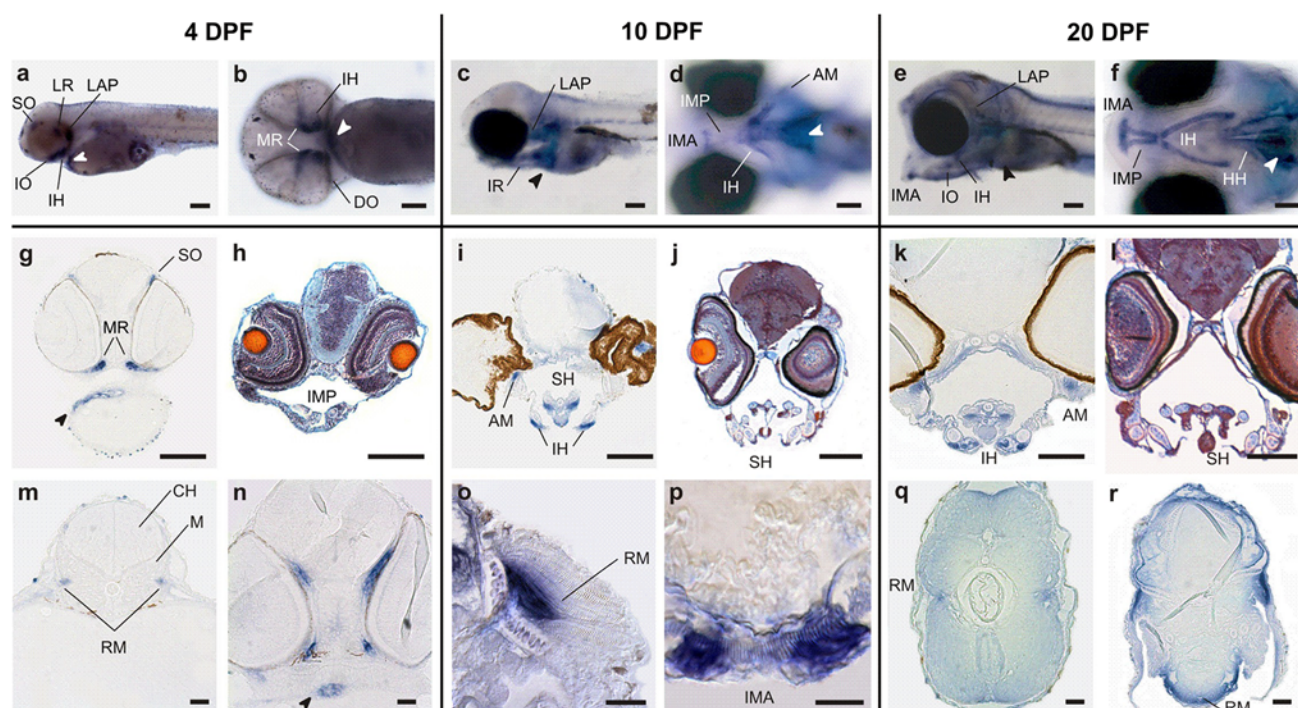 4 DPF
10 DPF
20 DPF
a
SO
LR
LAP
IO
IH
b
IH
MR
DO
c
LAP
IR
d
AM
IMP
IMA
IH
e
LAP
IMA
IO
IH
f
IMA
IH
IMP
HH
g
SO
MR
h
IMP
i
SH
AM
IH
j
SH
k
AM
IH
l
SH
m
CH
M
RM
n
o
RM
p
IMA
q
RM
r
RM